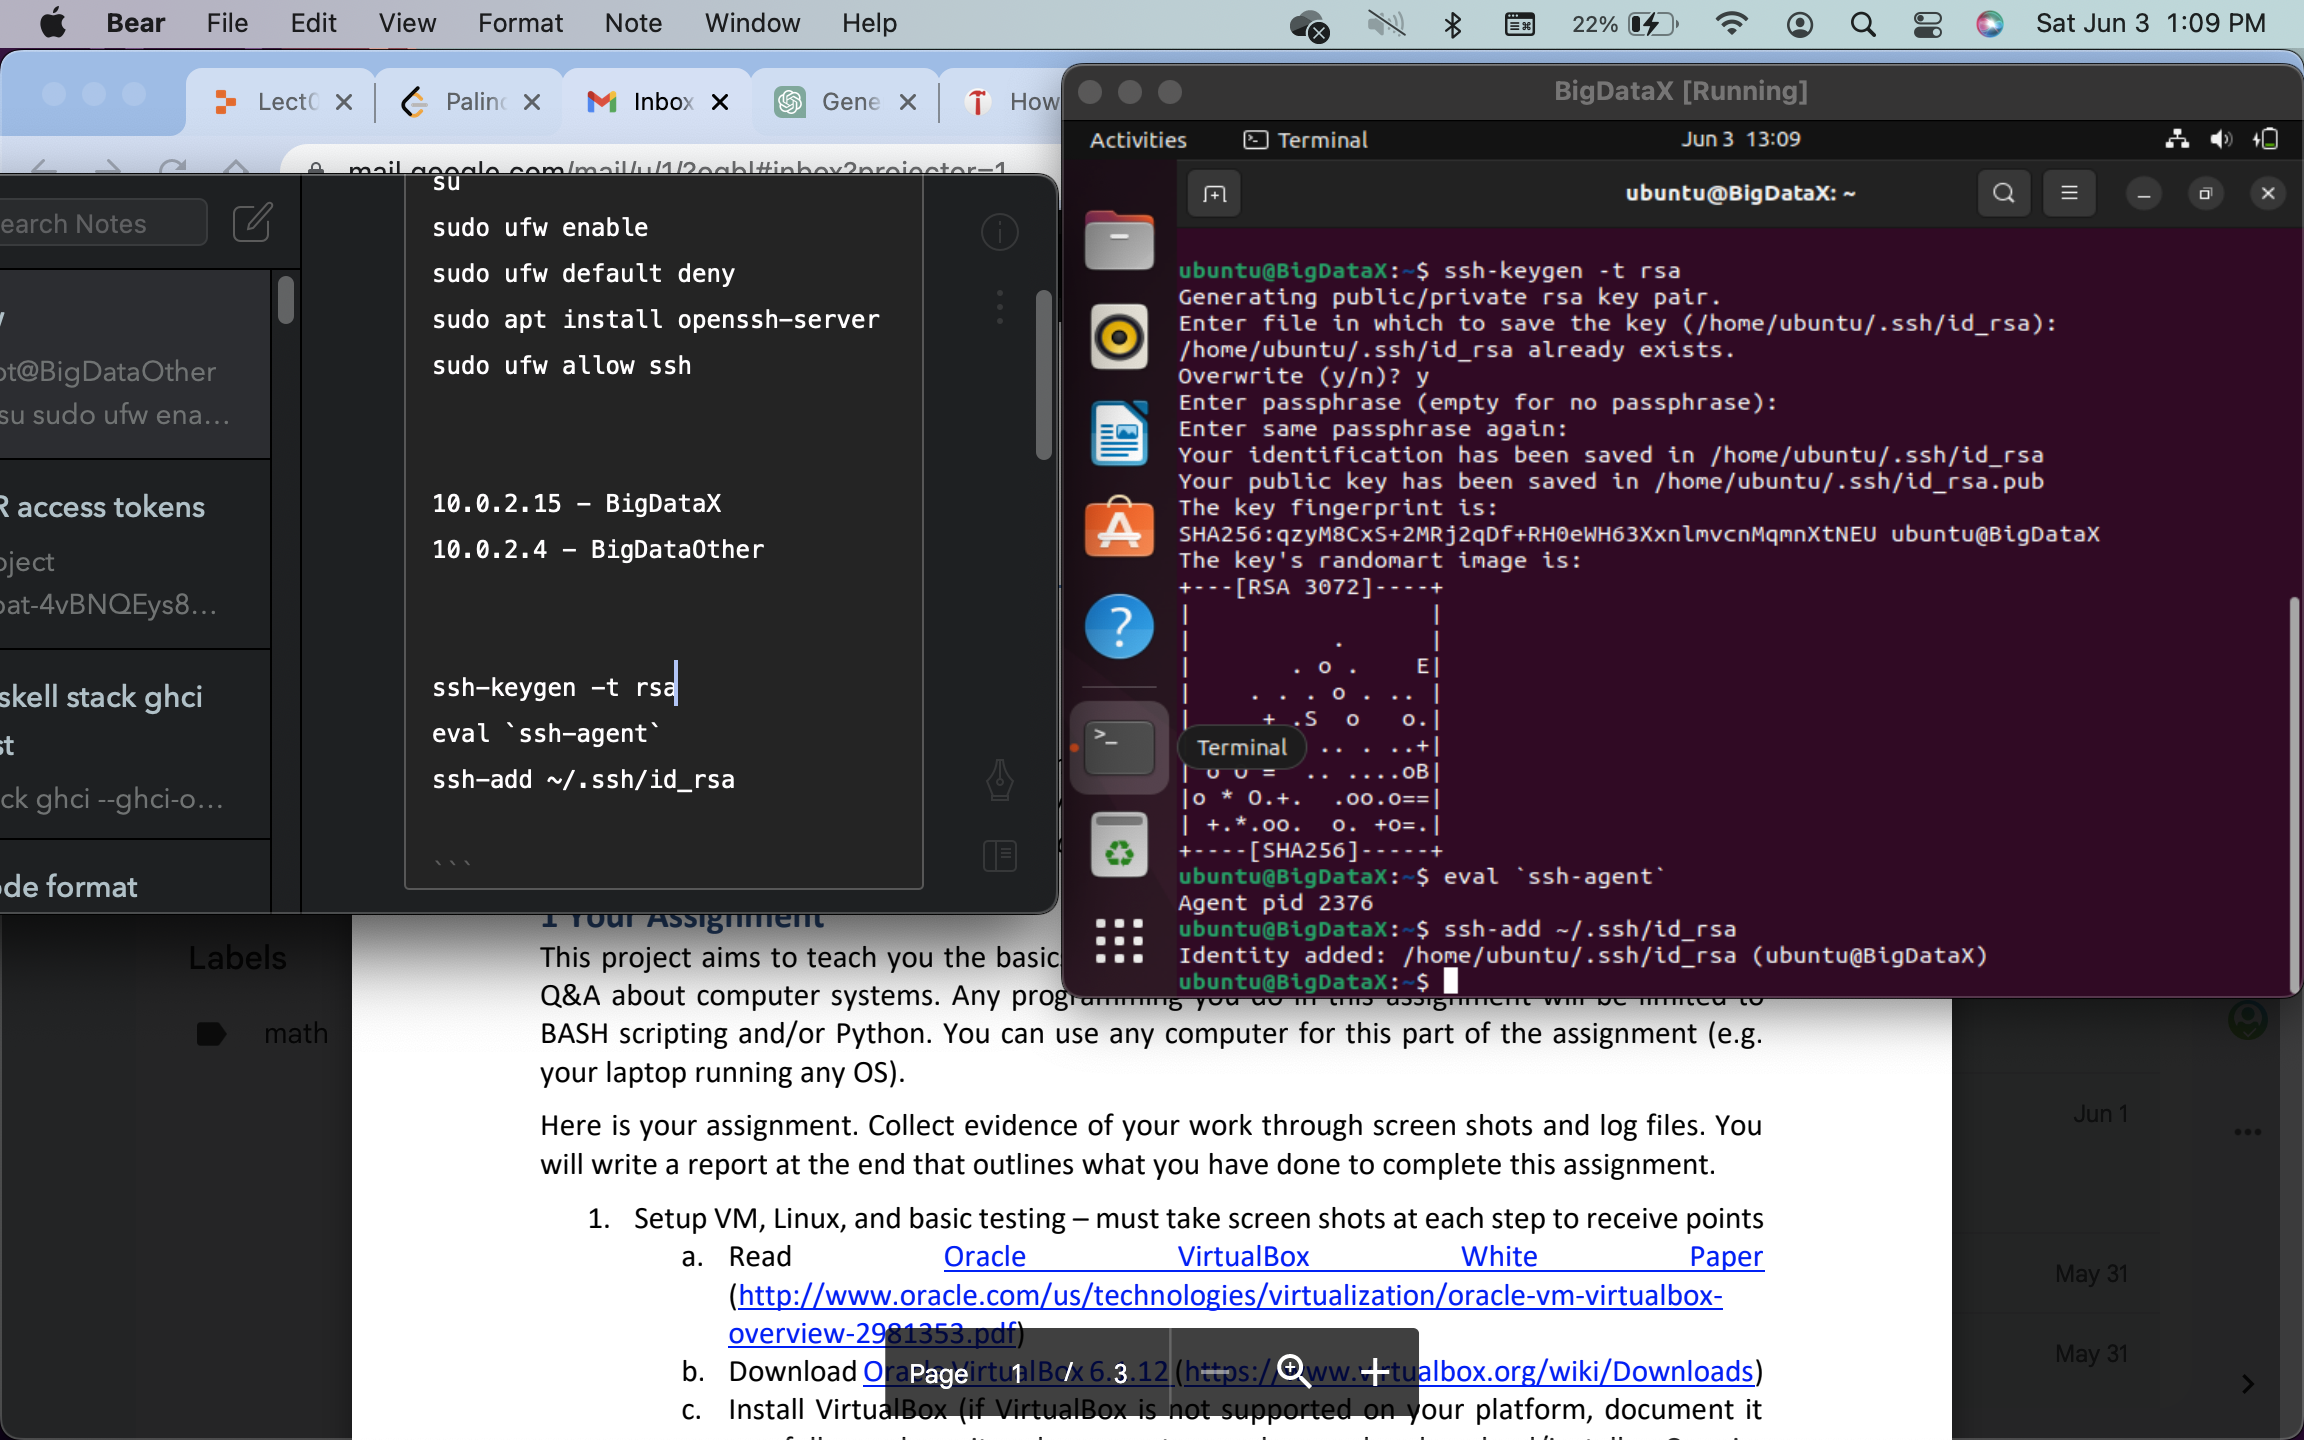 Bear File Edit View Format Note Window Help 22% Sat Jun 3 1:09 PM
Inbox
mail.google.com/mail/u/1/?ogbl#inbox?projector=1
earch Notes
ot@BigDataOther
su sudo ufw ena...
R access tokens
oject
oat-4vBNQEys8...
skell stack ghci
st
ck ghci --ghci-o...
de format
su
sudo ufw enable
sudo ufw default deny
sudo apt install openssh-server
sudo ufw allow ssh
10.0.2.15 – BigDataX
10.0.2.4 – BigDataOther
ssh-keygen -t rsa
eval `ssh-agent`
ssh-add ~/.ssh/id_rsa
```
BigDataX [Running]
Activities Terminal Jun 3 13:09
ubuntu@BigDataX: ~
ubuntu@BigDataX:~$ ssh-keygen -t rsa
Generating public/private rsa key pair.
Enter file in which to save the key (/home/ubuntu/.ssh/id_rsa):
/home/ubuntu/.ssh/id_rsa already exists.
Overwrite (y/n)? y
Enter passphrase (empty for no passphrase):
Enter same passphrase again:
Your identification has been saved in /home/ubuntu/.ssh/id_rsa
Your public key has been saved in /home/ubuntu/.ssh/id_rsa.pub
The key fingerprint is:
SHA256:qzyM8CxS+2MRj2qDf+RH0eWH63XxnlmvcnMqmnXtNEU ubuntu@BigDataX
The key's randomart image is:
+---[RSA 3072]----+
|                 |
|           .     |
|        . o .    E|
|     . . . o . .. |
|      + .S  o   o.|
Terminal .. . ..+|
| o O = .. ....oB|
|o * O.+.  .oo.o==|
| +.*.oo.  o. +o=.|
+----[SHA256]-----+
ubuntu@BigDataX:~$ eval `ssh-agent`
Agent pid 2376
ubuntu@BigDataX:~$ ssh-add ~/.ssh/id_rsa
Identity added: /home/ubuntu/.ssh/id_rsa (ubuntu@BigDataX)
ubuntu@BigDataX:~$
Labels
math
Jun 1
May 31
May 31
1 Your Assignment
This project aims to teach you the basic
Q&A about computer systems. Any programming you do in this assignment will be limited to
BASH scripting and/or Python. You can use any computer for this part of the assignment (e.g.
your laptop running any OS).
Here is your assignment. Collect evidence of your work through screen shots and log files. You
will write a report at the end that outlines what you have done to complete this assignment.
1. Setup VM, Linux, and basic testing – must take screen shots at each step to receive points
a. Read Oracle VirtualBox White Paper
(http://www.oracle.com/us/technologies/virtualization/oracle-vm-virtualbox-
overview-2981353.pdf)
b. Download Oracle VirtualBox 6.1.12 (https://www.virtualbox.org/wiki/Downloads)
c. Install VirtualBox (if VirtualBox is not supported on your platform, document it
Page 1 / 3